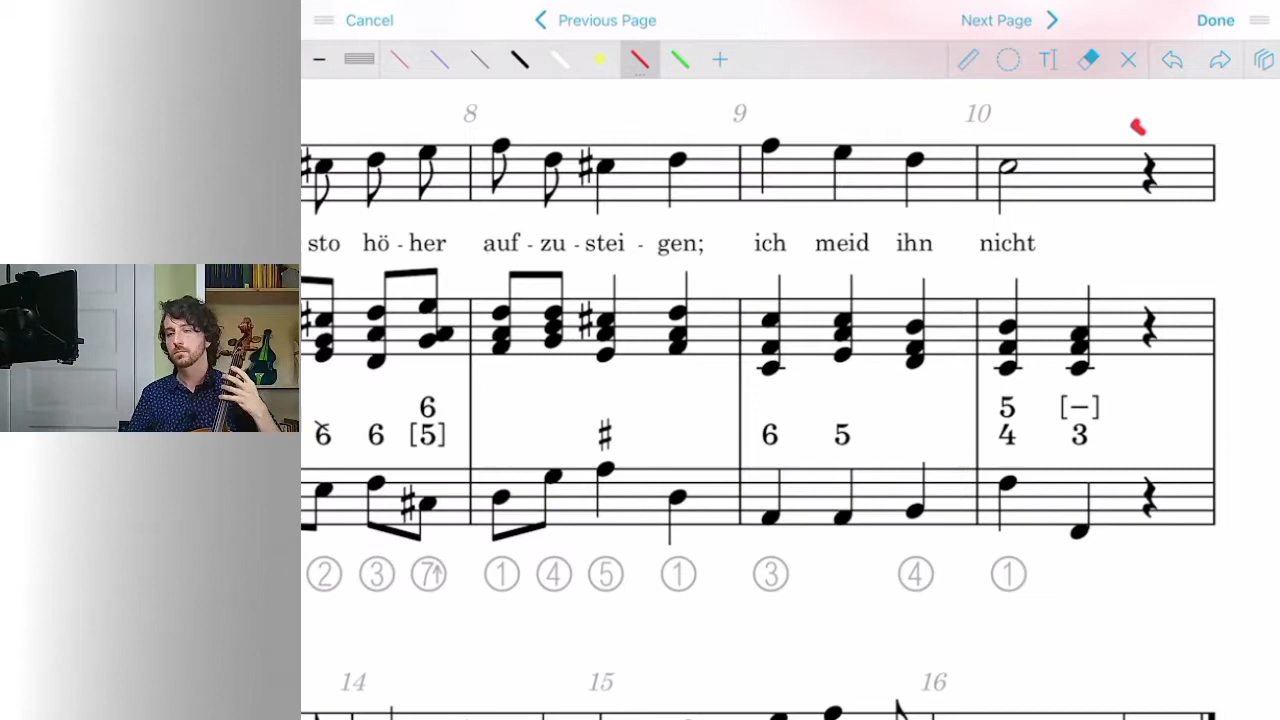 Cancel Previous Page Next Page Done
8 9 10
sto hö - her auf - zu - stei - gen; ich meid ihn nicht
6 5 [–]
6 6 [5] ♯ 6 5 4 3
② ③ ⑦↑ ① ④ ⑤ ① ③ ④ ①
14 15 16